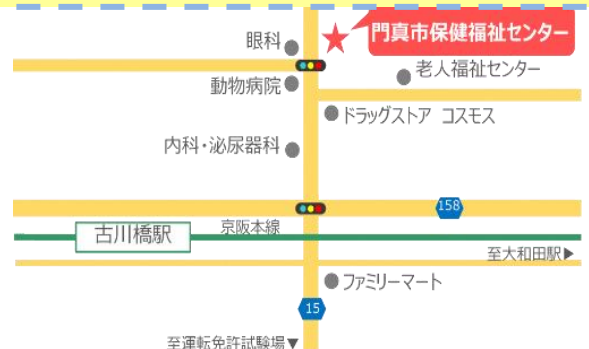 門真市保健福祉センター
眼科
老人福祉センター
動物病院
ドラッグストア コスモス
内科・泌尿器科
158
京阪本線
古川橋駅
至大和田駅▶
ファミリーマート
15
至運転免許試験場▼